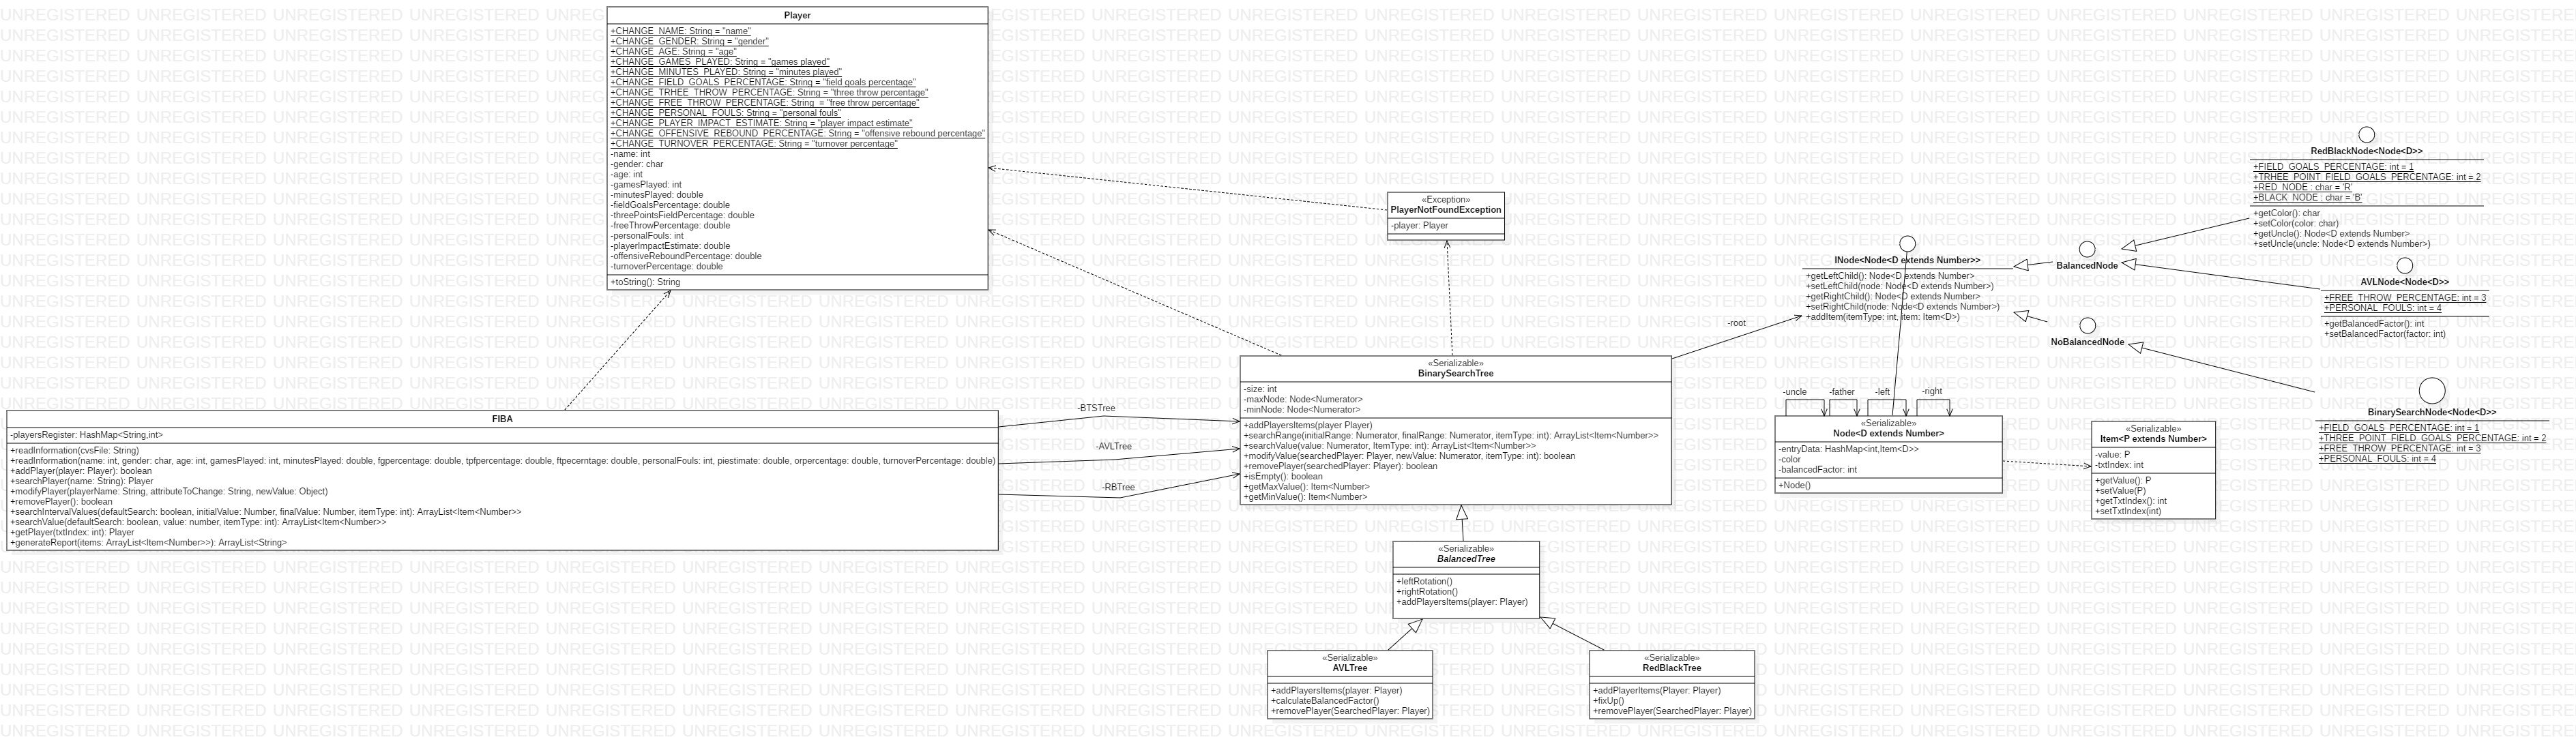 Player
+CHANGE_NAME: String = "name"
+CHANGE_GENDER: String = "gender"
+CHANGE_AGE: String = "age"
+CHANGE_GAMES_PLAYED: String = "games played"
+CHANGE_MINUTES_PLAYED: String = "minutes played"
+CHANGE_FIELD_GOALS_PERCENTAGE: String = "field goals percentage"
+CHANGE_TRHEE_THROW_PERCENTAGE: String = "three throw percentage"
+CHANGE_FREE_THROW_PERCENTAGE: String = "free throw percentage"
+CHANGE_PERSONAL_FOULS: String = "personal fouls"
+CHANGE_PLAYER_IMPACT_ESTIMATE: String = "player impact estimate"
+CHANGE_OFFENSIVE_REBOUND_PERCENTAGE: String = "offensive rebound percentage"
+CHANGE_TURNOVER_PERCENTAGE: String = "turnover percentage"
-name: int
-gender: char
-age: int
-gamesPlayed: int
-minutesPlayed: double
-fieldGoalsPercentage: double
-threePointsFieldPercentage: double
-freeThrowPercentage: double
-personalFouls: int
-playerImpactEstimate: double
-offensiveReboundPercentage: double
-turnoverPercentage: double
+toString(): String
«Exception»
PlayerNotFoundException
-player: Player
RedBlackNode<Node<D>>
+FIELD_GOALS_PERCENTAGE: int = 1
+TRHEE_POINT_FIELD_GOALS_PERCENTAGE: int = 2
+RED_NODE : char = 'R'
+BLACK_NODE : char = 'B'
+getColor(): char
+setColor(color: char)
+getUncle(): Node<D extends Number>
+setUncle(uncle: Node<D extends Number>)
INode<Node<D extends Number>>
+getLeftChild(): Node<D extends Number>
+setLeftChild(node: Node<D extends Number>)
+getRightChild(): Node<D extends Number>
+setRightChild(node: Node<D extends Number>)
+addItem(itemType: int, item: Item<D>)
BalancedNode
AVLNode<Node<D>>
+FREE_THROW_PERCENTAGE: int = 3
+PERSONAL_FOULS: int = 4
+getBalancedFactor(): int
+setBalancedFactor(factor: int)
NoBalancedNode
-root
«Serializable»
BinarySearchTree
-size: int
-maxNode: Node<Numerator>
-minNode: Node<Numerator>
+addPlayersItems(player Player)
+searchRange(initialRange: Numerator, finalRange: Numerator, itemType: int): ArrayList<Item<Number>>
+searchValue(value: Numerator, ItemType: int): ArrayList<Item<Number>>
+modifyValue(searchedPlayer: Player, newValue: Numerator, itemType: int): boolean
+removePlayer(searchedPlayer: Player): boolean
+isEmpty(): boolean
+getMaxValue(): Item<Number>
+getMinValue(): Item<Number>
-uncle
-father
-left
-right
«Serializable»
Node<D extends Number>
-entryData: HashMap<int,Item<D>>
-color
-balancedFactor: int
+Node()
«Serializable»
Item<P extends Number>
-value: P
-txtIndex: int
+getValue(): P
+setValue(P)
+getTxtIndex(): int
+setTxtIndex(int)
BinarySearchNode<Node<D>>
+FIELD_GOALS_PERCENTAGE: int = 1
+THREE_POINT_FIELD_GOALS_PERCENTAGE: int = 2
+FREE_THROW_PERCENTAGE: int = 3
+PERSONAL_FOULS: int = 4
FIBA
-playersRegister: HashMap<String,int>
+readInformation(cvsFile: String)
+readInformation(name: int, gender: char, age: int, gamesPlayed: int, minutesPlayed: double, fgpercentage: double, tpfpercentage: double, ftpecerntage: double, personalFouls: int, piestimate: double, orpercentage: double, turnoverPercentage: double)
+addPlayer(player: Player): boolean
+searchPlayer(name: String): Player
+modifyPlayer(playerName: String, attributeToChange: String, newValue: Object)
+removePlayer(): boolean
+searchIntervalValues(defaultSearch: boolean, initialValue: Number, finalValue: Number, itemType: int): ArrayList<Item<Number>>
+searchValue(defaultSearch: boolean, value: number, itemType: int): ArrayList<Item<Number>>
+getPlayer(txtIndex: int): Player
+generateReport(items: ArrayList<Item<Number>>): ArrayList<String>
-BTSTree
-AVLTree
-RBTree
«Serializable»
BalancedTree
+leftRotation()
+rightRotation()
+addPlayersItems(player: Player)
«Serializable»
AVLTree
+addPlayersItems(player: Player)
+calculateBalancedFactor()
+removePlayer(SearchedPlayer: Player)
«Serializable»
RedBlackTree
+addPlayerItems(Player: Player)
+fixUp()
+removePlayer(SearchedPlayer: Player)